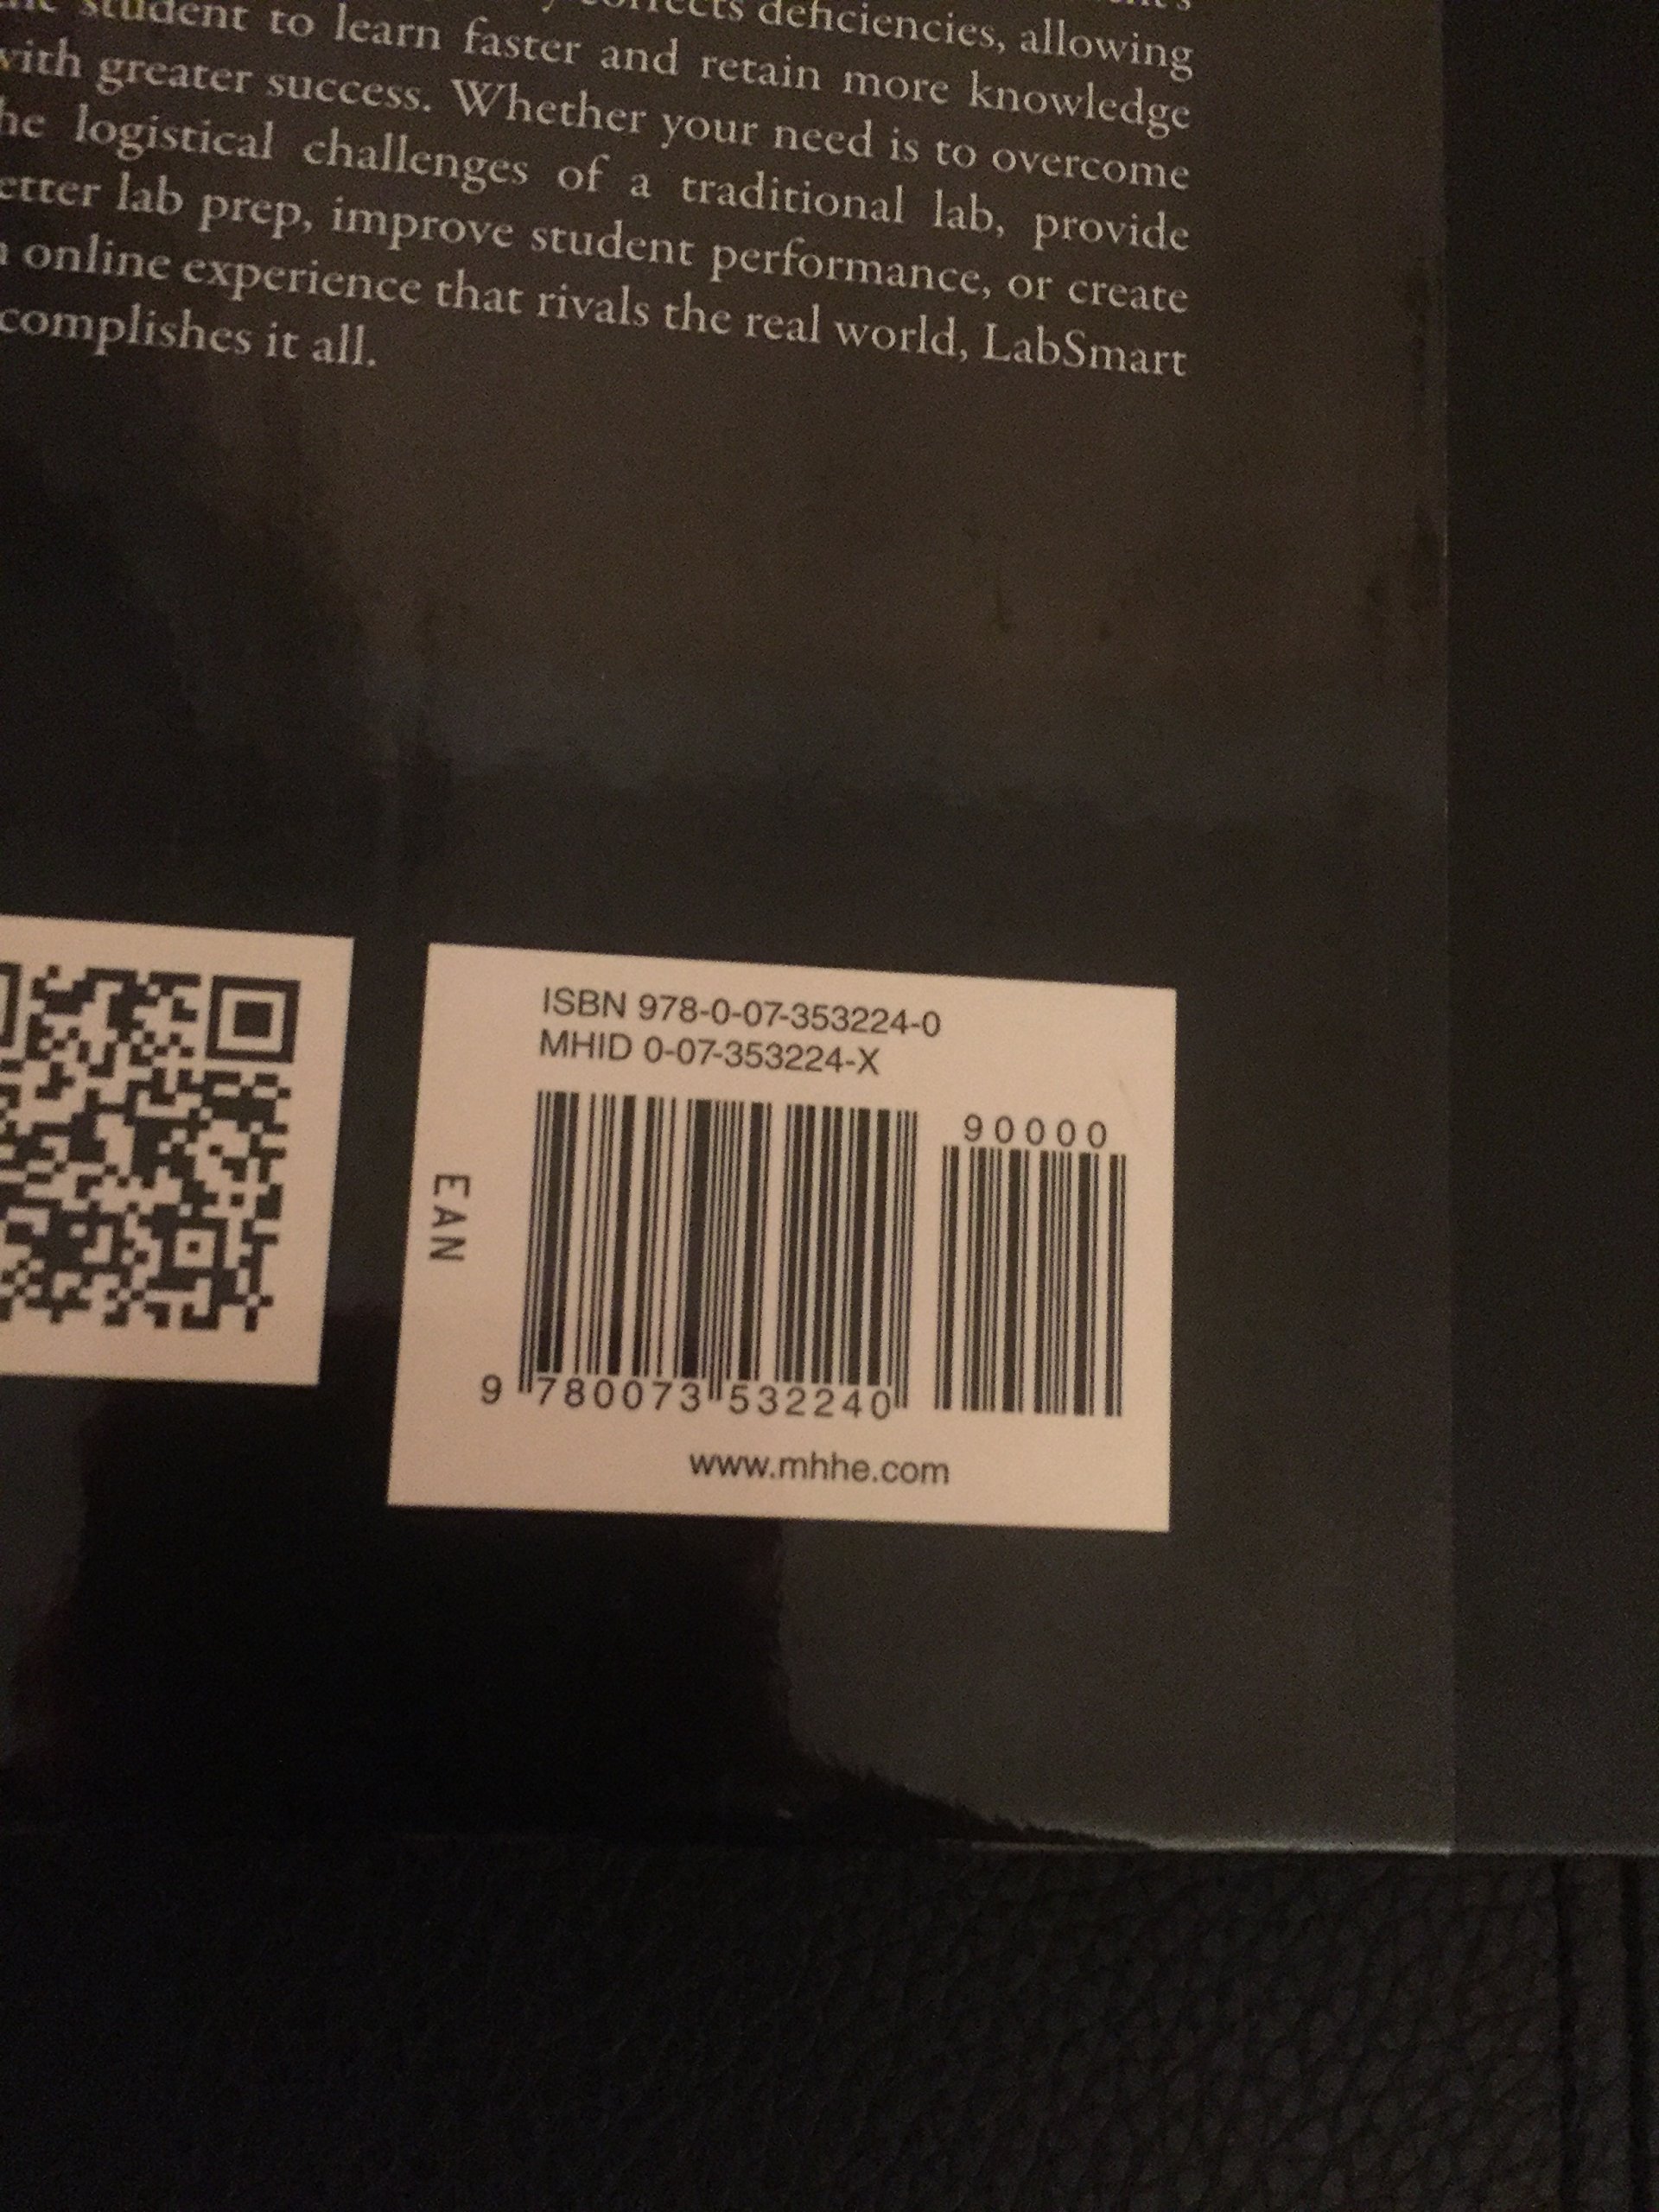 deficiencies, allowing
student to learn faster and retain more knowledge
with greater success. Whether your need is to overcome
logistical challenges of a traditional lab, provide
lab prep, improve student performance, or create
online experience that rivals the real world, LabSmart
complishes it all.
ISBN 978-0-07-353224-0
MHID 0-07-353224-X
90000
EAN
9 780073 532240
www.mhhe.com